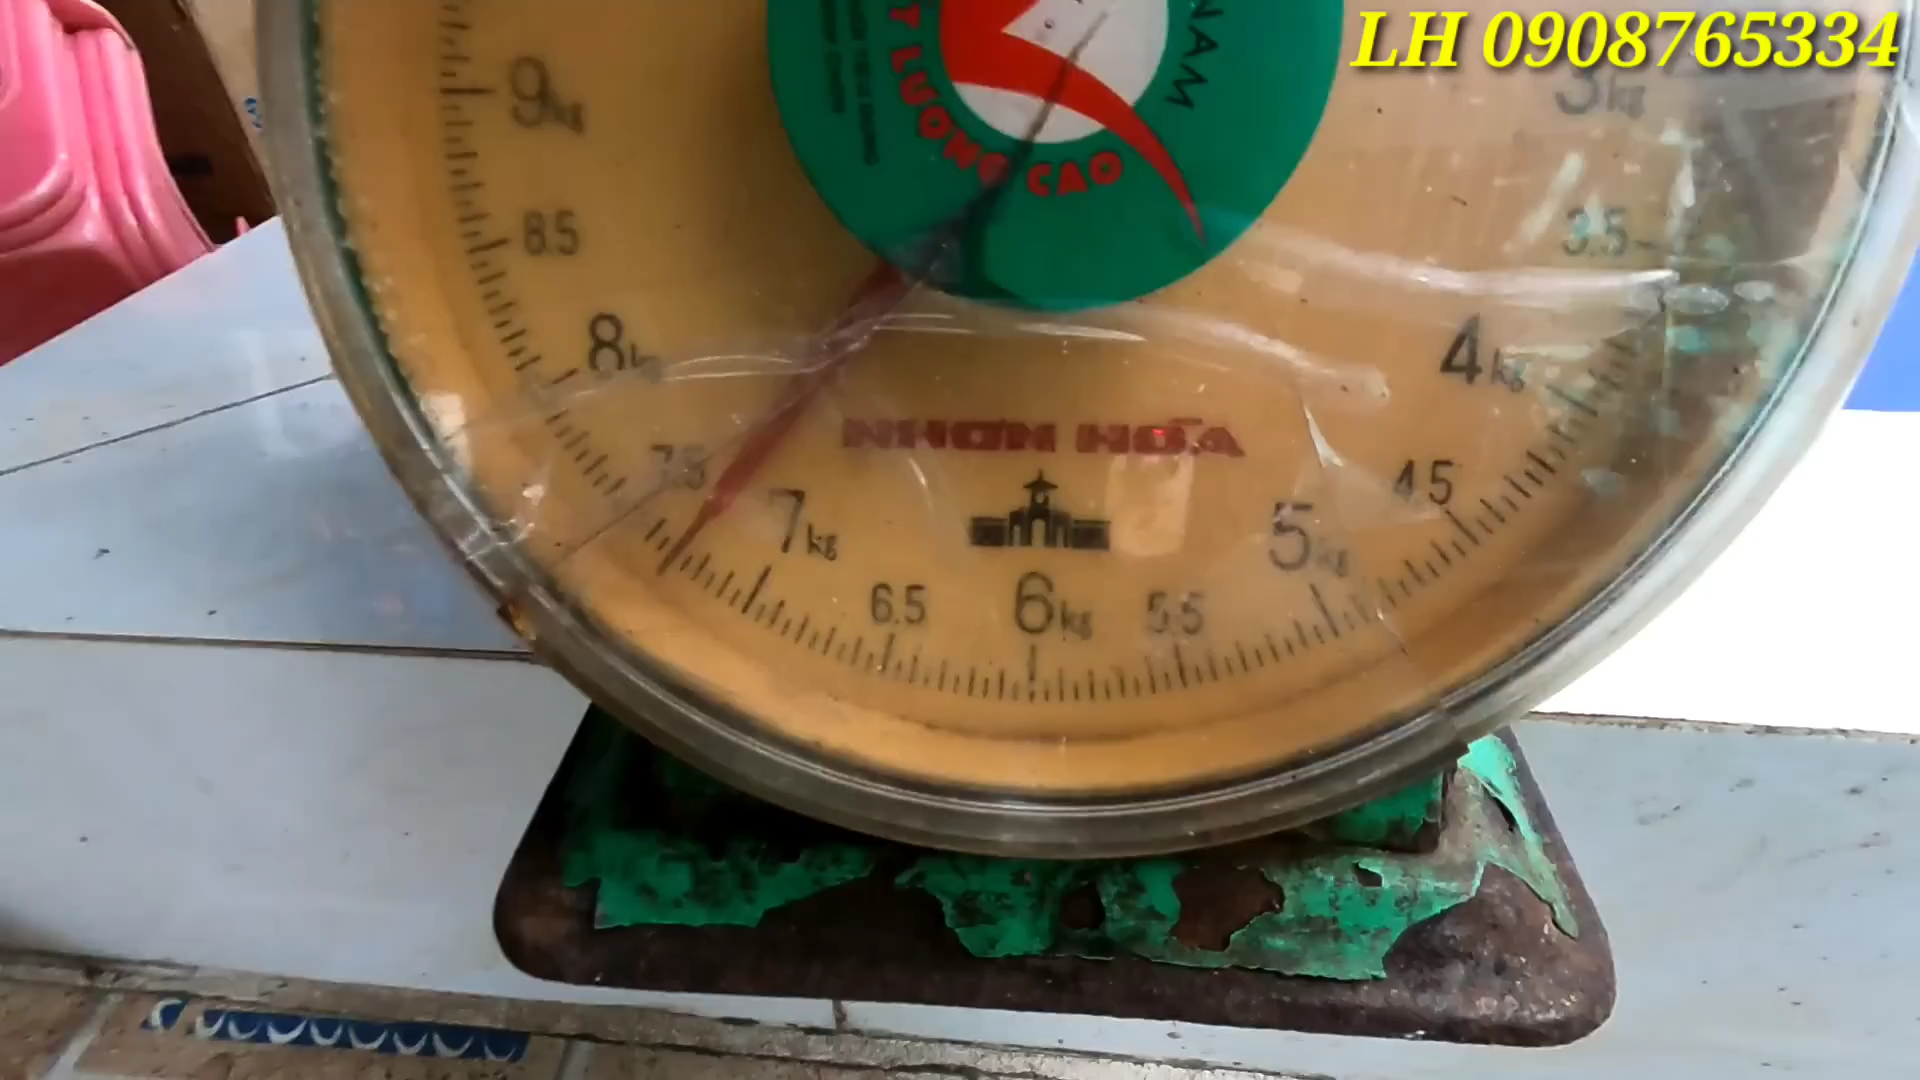 LH 0908765334
NAM
T LƯỢNG CAO
9kg
3kg
8.5
3.5
8kg
4kg
NHƠN HÒA
7.5
4.5
7kg
5kg
6.5
6kg
5.5